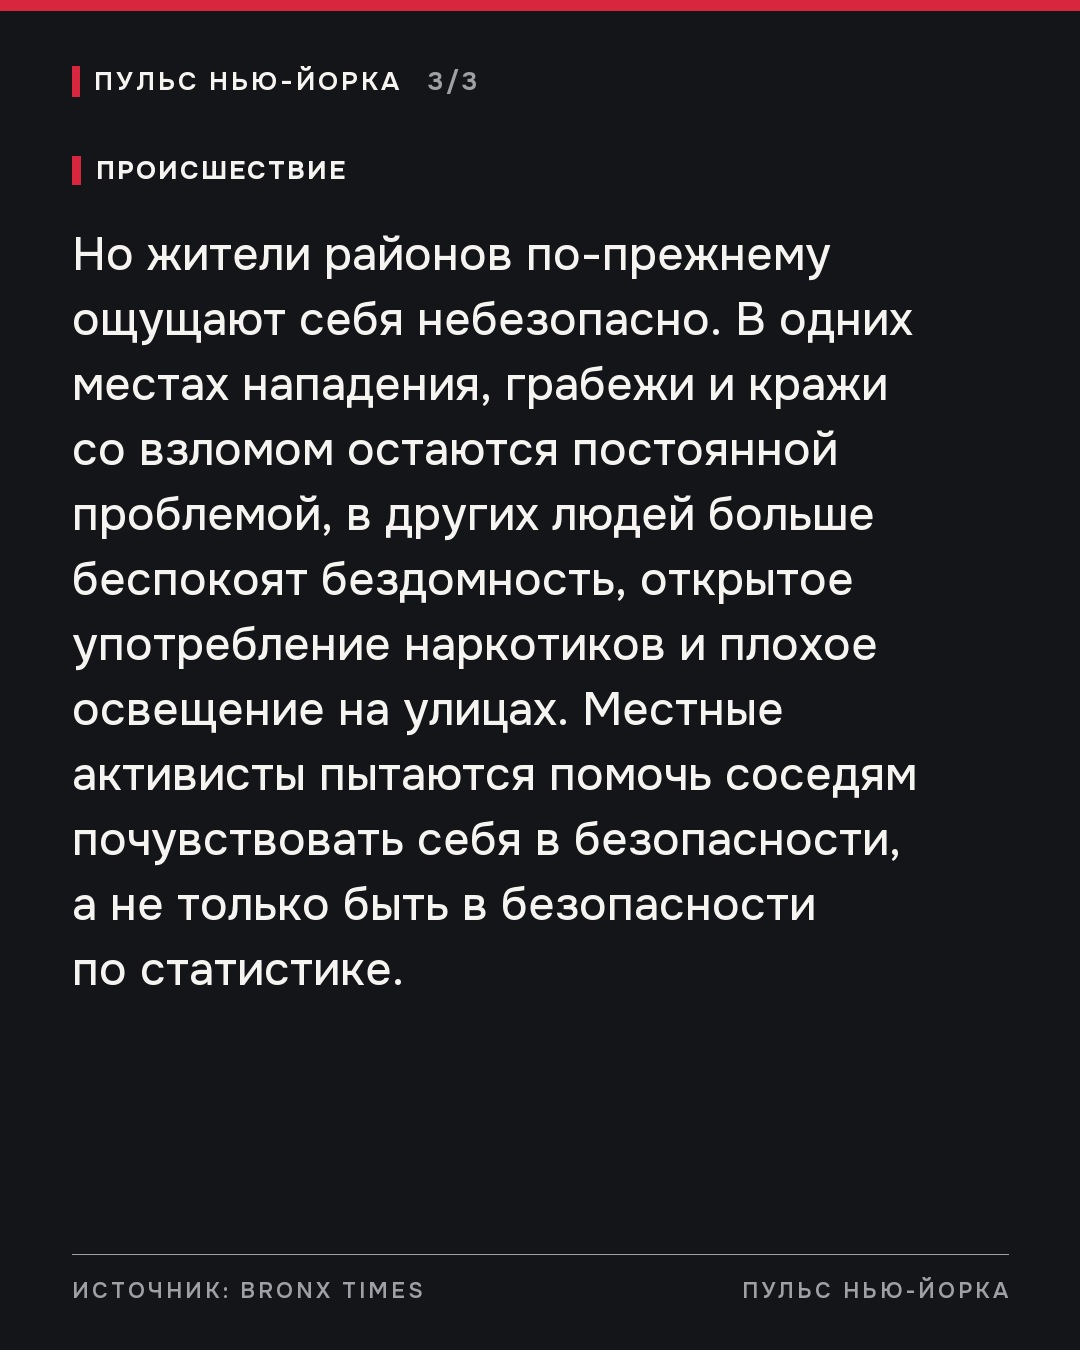 ПУЛЬС НЬЮ-ЙОРКА 3/3
ПРОИСШЕСТВИЕ
Но жители районов по-прежнему
ощущают себя небезопасно. В одних
местах нападения, грабежи и кражи
со взломом остаются постоянной
проблемой, в других людей больше
беспокоят бездомность, открытое
употребление наркотиков и плохое
освещение на улицах. Местные
активисты пытаются помочь соседям
почувствовать себя в безопасности,
а не только быть в безопасности
по статистике.
ИСТОЧНИК: BRONX TIMES ПУЛЬС НЬЮ-ЙОРКА